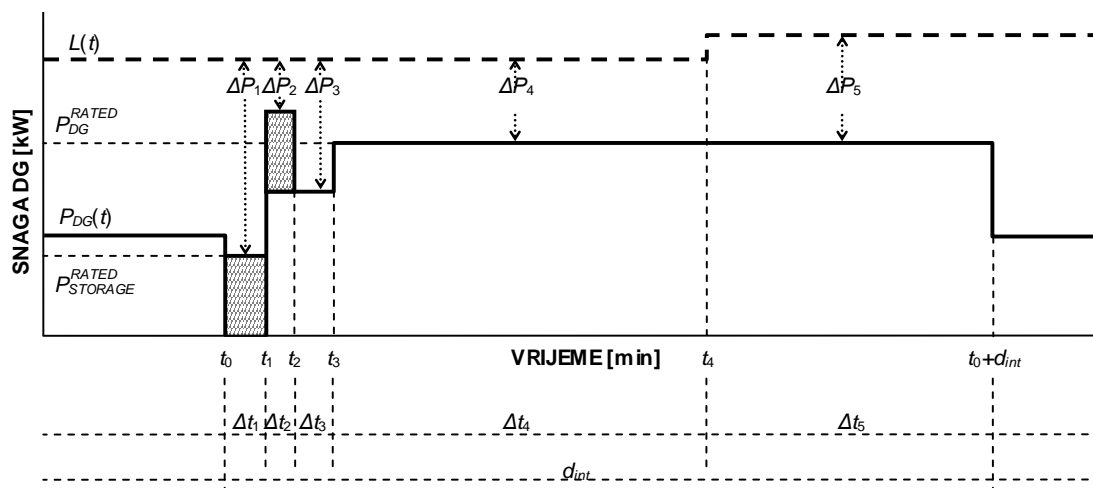 L(t)
ΔP1 ΔP2 ΔP3 ΔP4 ΔP5
P_DG^RATED
P_DG(t)
P_STORAGE^RATED
SNAGA DG [kW]
t0 t1 t2 t3 VRIJEME [min] t4 t0+dint
Δt1 Δt2 Δt3 Δt4 Δt5
dint